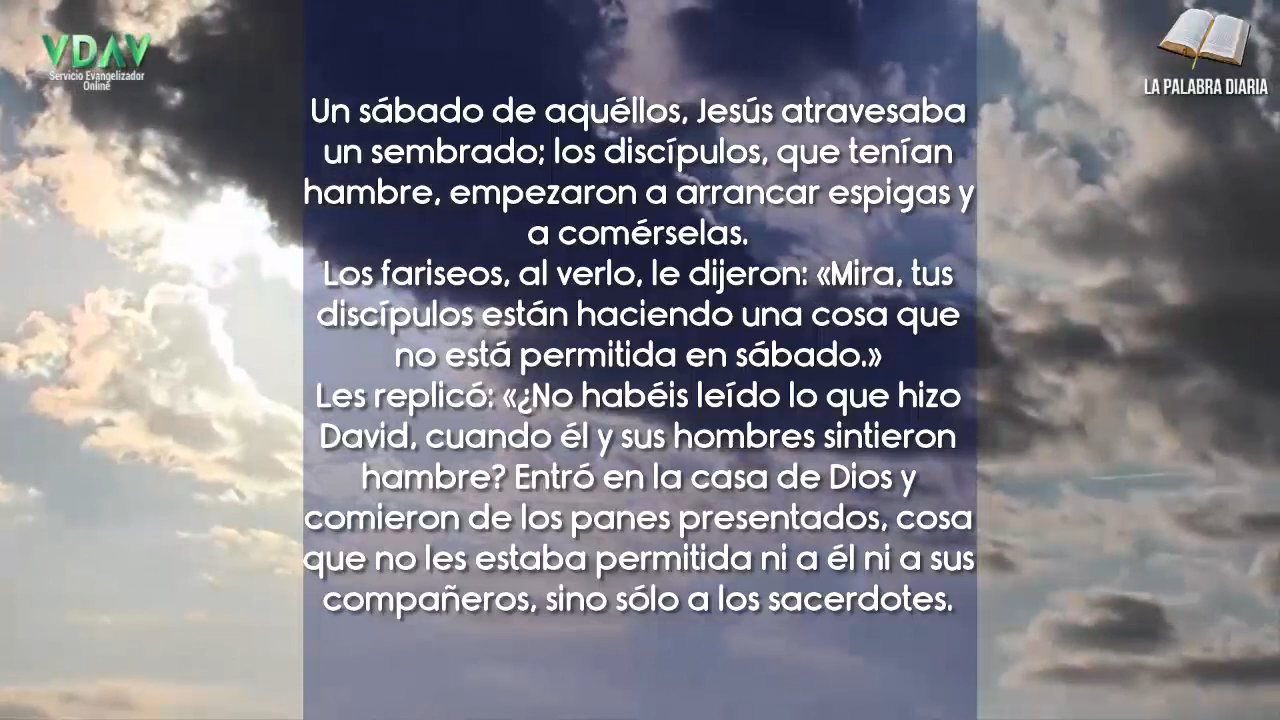 VDAV
Servicio Evangelizador
Online
LA PALABRA DIARIA
Un sábado de aquéllos, Jesús atravesaba
un sembrado; los discípulos, que tenían
hambre, empezaron a arrancar espigas y
a comérselas.
Los fariseos, al verlo, le dijeron: «Mira, tus
discípulos están haciendo una cosa que
no está permitida en sábado.»
Les replicó: «¿No habéis leído lo que hizo
David, cuando él y sus hombres sintieron
hambre? Entró en la casa de Dios y
comieron de los panes presentados, cosa
que no les estaba permitida ni a él ni a sus
compañeros, sino sólo a los sacerdotes.